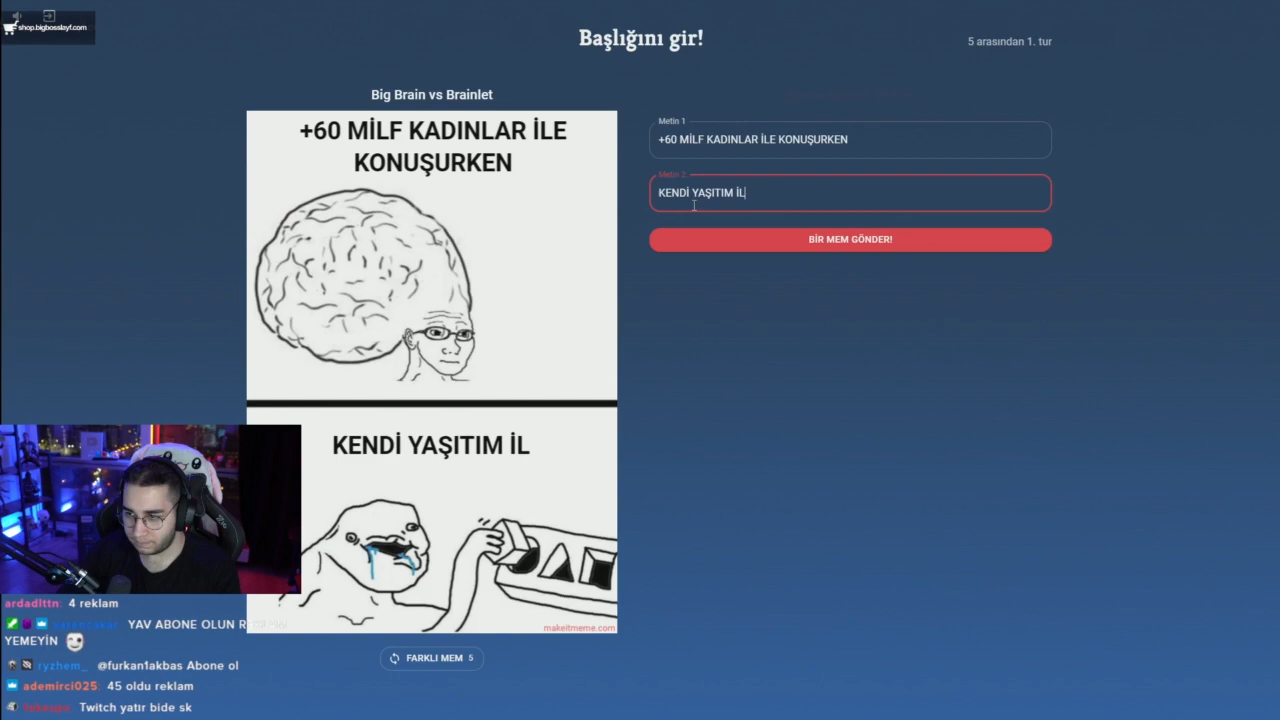 shop.bigbosslayf.com
Başlığını gir!
5 arasından 1. tur
Big Brain vs Brainlet
+60 MİLF KADINLAR İLE
KONUŞURKEN
KENDİ YAŞITIM İL
makeitmeme.com
FARKLI MEM 5
Metin 1
+60 MİLF KADINLAR İLE KONUŞURKEN
Metin 2
KENDİ YAŞITIM İL
BİR MEM GÖNDER!
ardadlttn: 4 reklam
YAV ABONE OLUN
YEMEYİN
ryzhem_ @furkan1akbas Abone ol
ademirci025: 45 oldu reklam
Twitch yatır bide sk